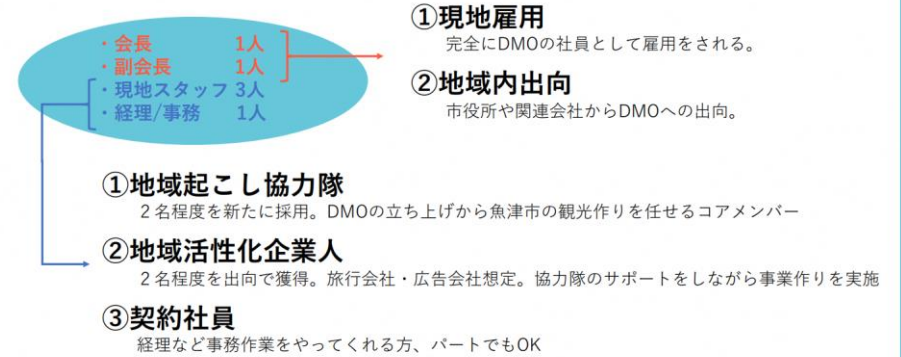 ・会長 1人
・副会長 1人
・現地スタッフ 3人
・経理/事務 1人
①現地雇用
完全にDMOの社員として雇用をされる。
②地域内出向
市役所や関連会社からDMOへの出向。
①地域起こし協力隊
２名程度を新たに採用。DMOの立ち上げから魚津市の観光作りを任せるコアメンバー
②地域活性化企業人
２名程度を出向で獲得。旅行会社・広告会社想定。協力隊のサポートをしながら事業作りを実施
③契約社員
経理など事務作業をやってくれる方、パートでもOK